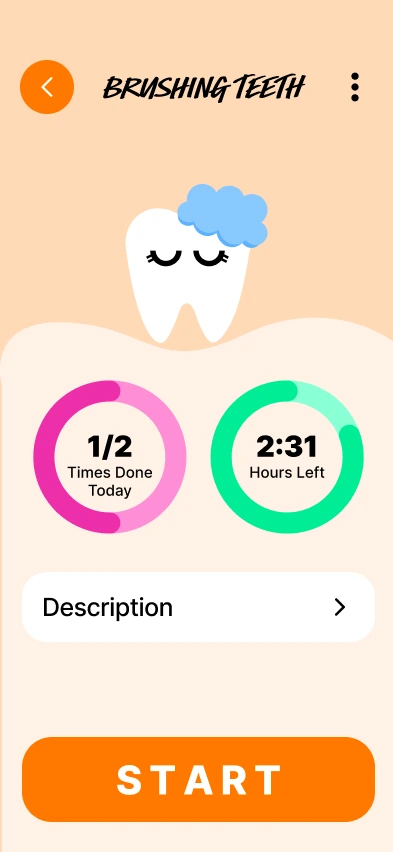 BRUSHING TEETH
1/2
Times Done
Today
2:31
Hours Left
Description
START